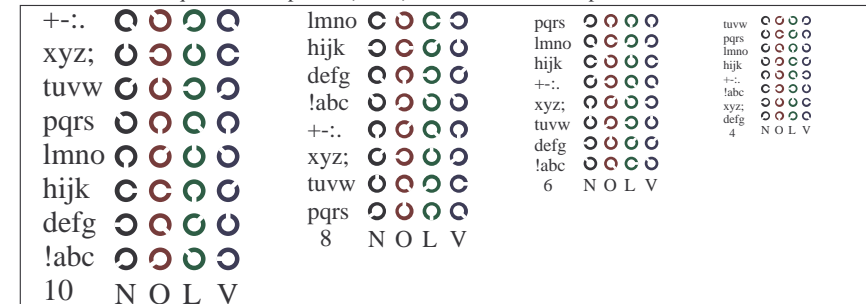 +-:.
xyz;
tuvw
pqrs
lmno
hijk
defg
!abc
10 N O L V
lmno
hijk
defg
!abc
+-:.
xyz;
tuvw
pqrs
8 N O L V
pqrs
lmno
hijk
+-:.
xyz;
tuvw
defg
!abc
6 N O L V
tuvw
pqrs
lmno
hijk
+-:.
!abc
xyz;
defg
4 N O L V